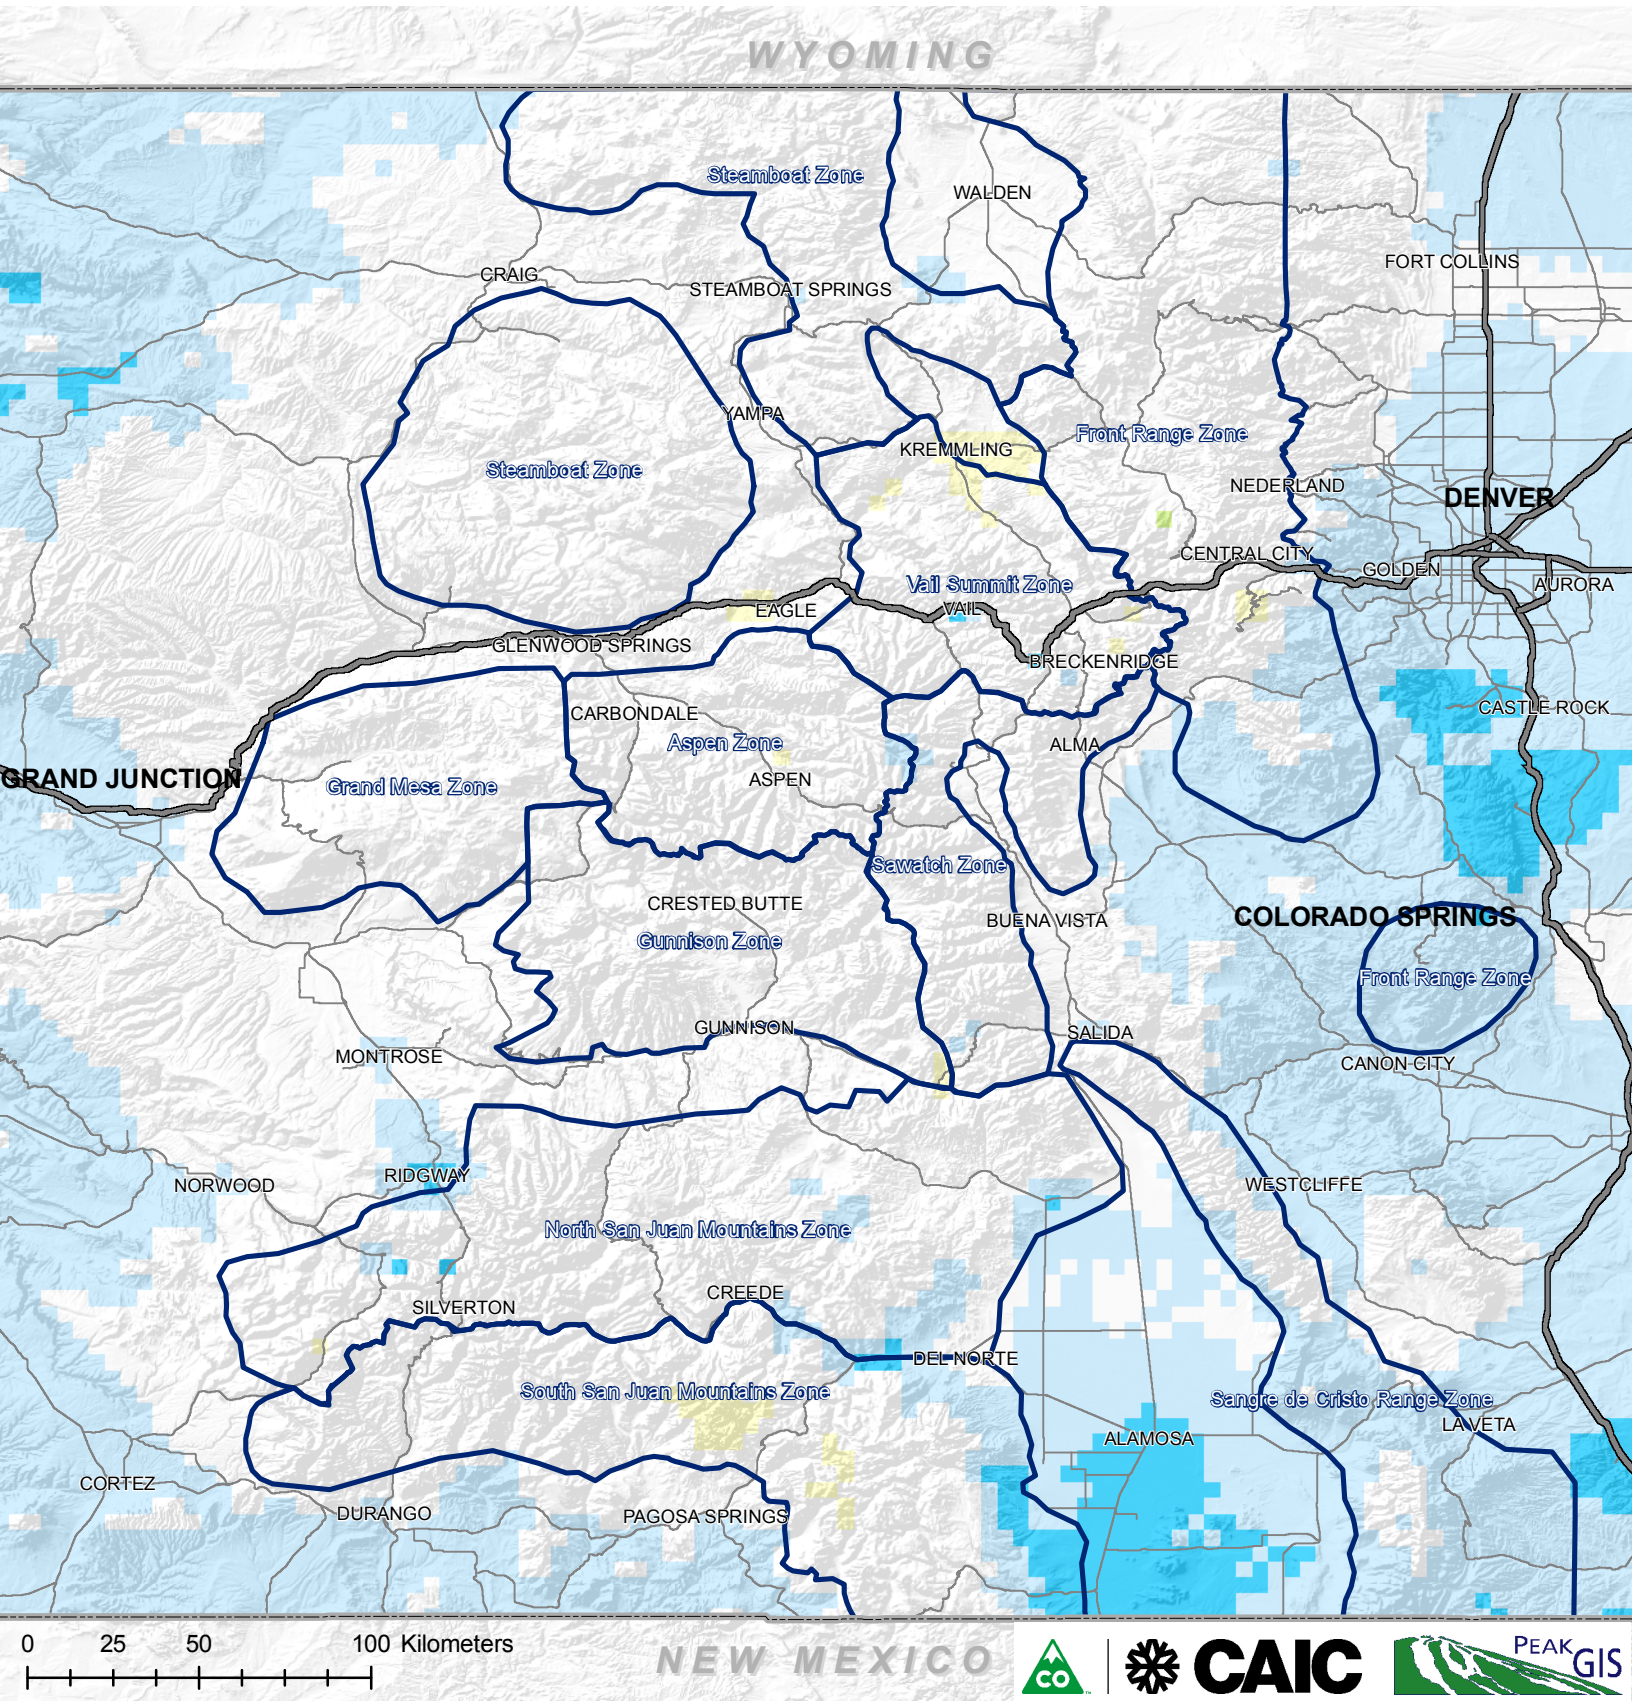 WYOMING
Steamboat Zone
WALDEN
FORT COLLINS
CRAIG
STEAMBOAT SPRINGS
YAMPA
KREMMLING
Front Range Zone
Steamboat Zone
NEDERLAND
DENVER
CENTRAL CITY
GOLDEN
AURORA
Vail Summit Zone
EAGLE
VAIL
GLENWOOD SPRINGS
BRECKENRIDGE
CARBONDALE
CASTLE ROCK
Aspen Zone
ALMA
GRAND JUNCTION
Grand Mesa Zone
ASPEN
Sawatch Zone
CRESTED BUTTE
BUENA VISTA
COLORADO SPRINGS
Gunnison Zone
Front Range Zone
GUNNISON
SALIDA
MONTROSE
CANON CITY
RIDGWAY
NORWOOD
WESTCLIFFE
North San Juan Mountains Zone
CREEDE
SILVERTON
DEL NORTE
South San Juan Mountains Zone
Sangre de Cristo Range Zone
LA VETA
ALAMOSA
CORTEZ
DURANGO
PAGOSA SPRINGS
0 25 50 100 Kilometers
NEW MEXICO
CO
CAIC
PEAK
GIS